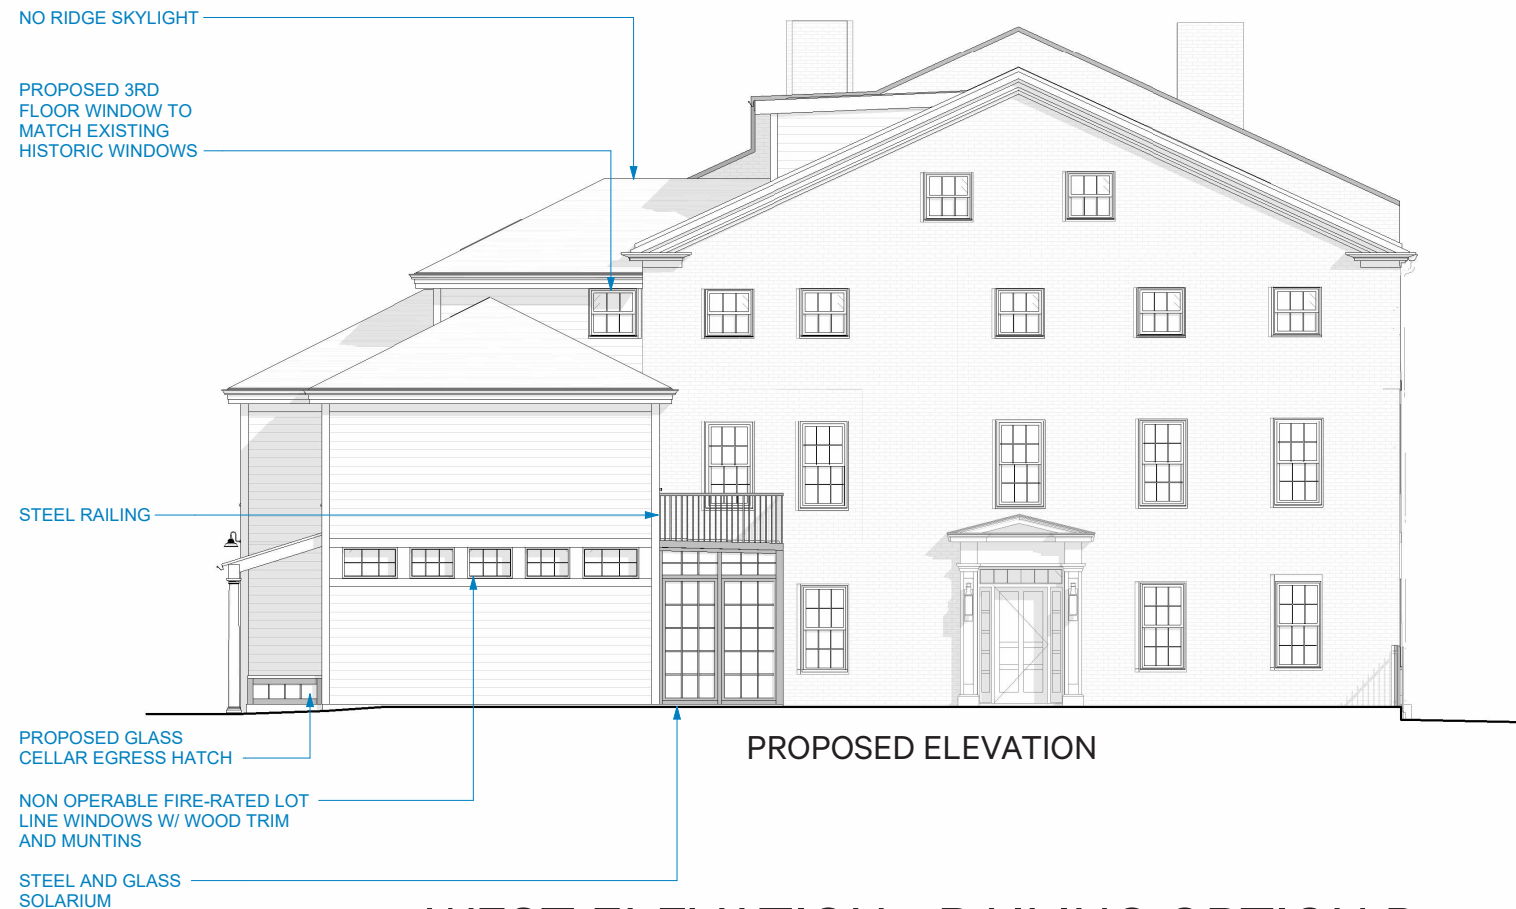 NO RIDGE SKYLIGHT
PROPOSED 3RD
FLOOR WINDOW TO
MATCH EXISTING
HISTORIC WINDOWS
STEEL RAILING
PROPOSED GLASS
CELLAR EGRESS HATCH
PROPOSED ELEVATION
NON OPERABLE FIRE-RATED LOT
LINE WINDOWS W/ WOOD TRIM
AND MUNTINS
STEEL AND GLASS
SOLARIUM